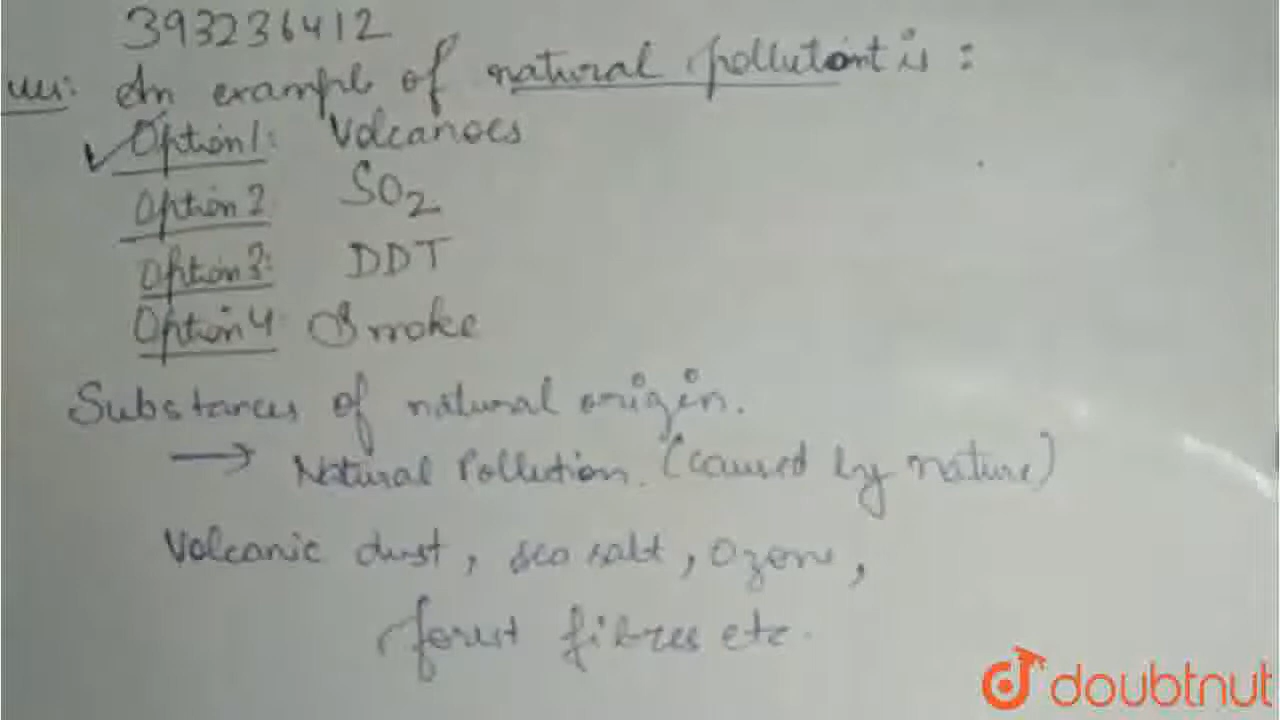 393236412
An example of natural pollutant is :
Option 1: Volcanoes
Option 2 SO2
Option 3: DDT
Option 4: Smoke
Substances of natural origin.
→ Natural Pollution. (caused by nature)
Volcanic dust, sea salt, Ozone,
forest fibres etc.
doubtnut